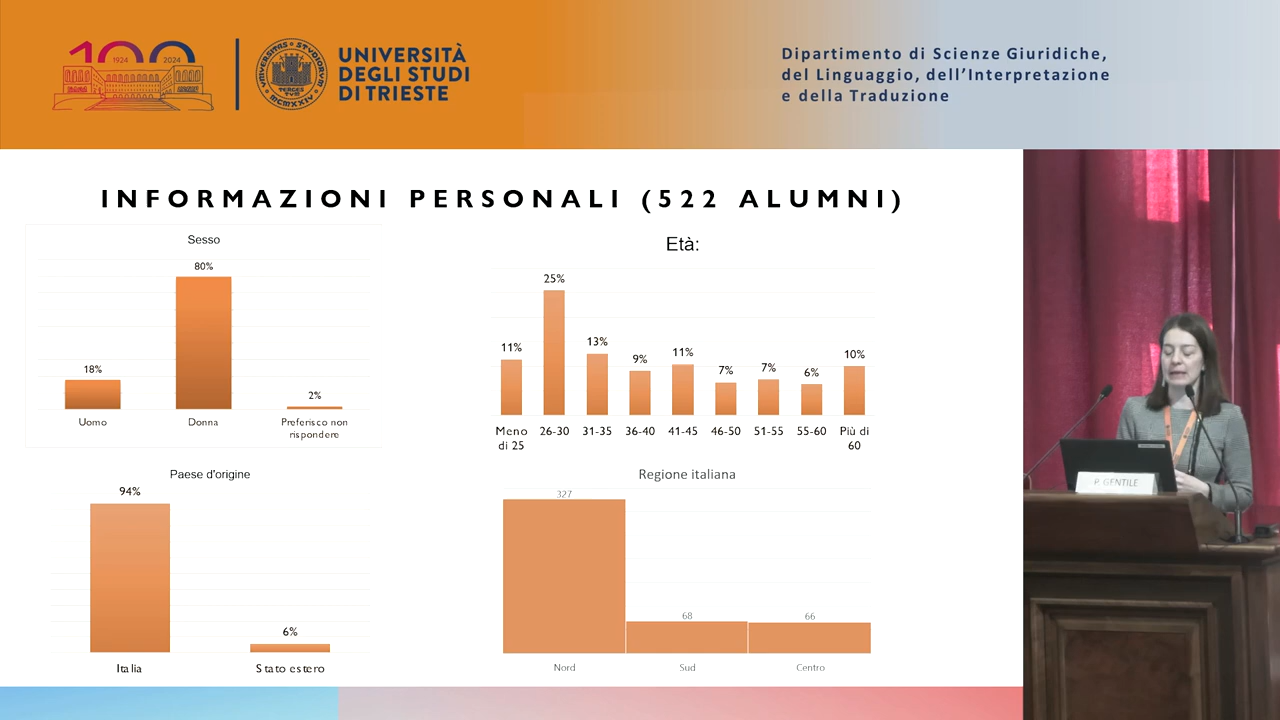 100
1924 2024
UNIVERSITÀ
DEGLI STUDI
DI TRIESTE
Dipartimento di Scienze Giuridiche,
del Linguaggio, dell'Interpretazione
e della Traduzione
INFORMAZIONI PERSONALI (522 ALUMNI)
Sesso
80%
18%
2%
Uomo
Donna
Preferisco non
rispondere
Età:
11%
25%
13%
9%
11%
7%
7%
6%
10%
Meno
di 25
26-30
31-35
36-40
41-45
46-50
51-55
55-60
Più di
60
Paese d'origine
94%
6%
Italia
Stato estero
Regione italiana
327
68
66
Nord
Sud
Centro
P. GENTILE